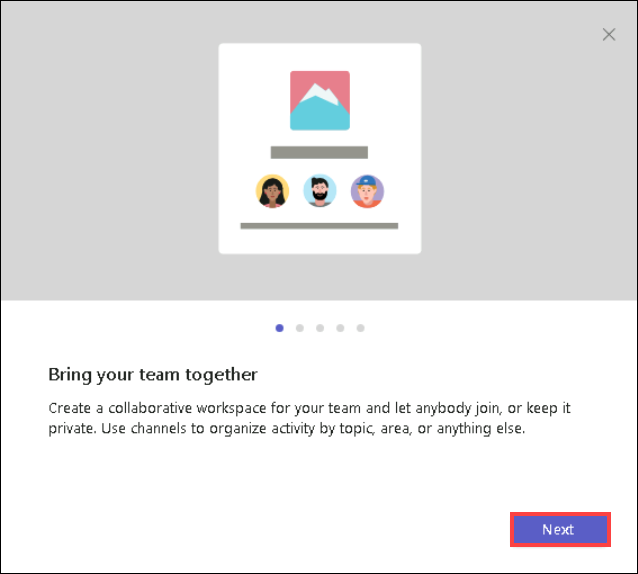 Bring your team together
Create a collaborative workspace for your team and let anybody join, or keep it
private. Use channels to organize activity by topic, area, or anything else.
Next